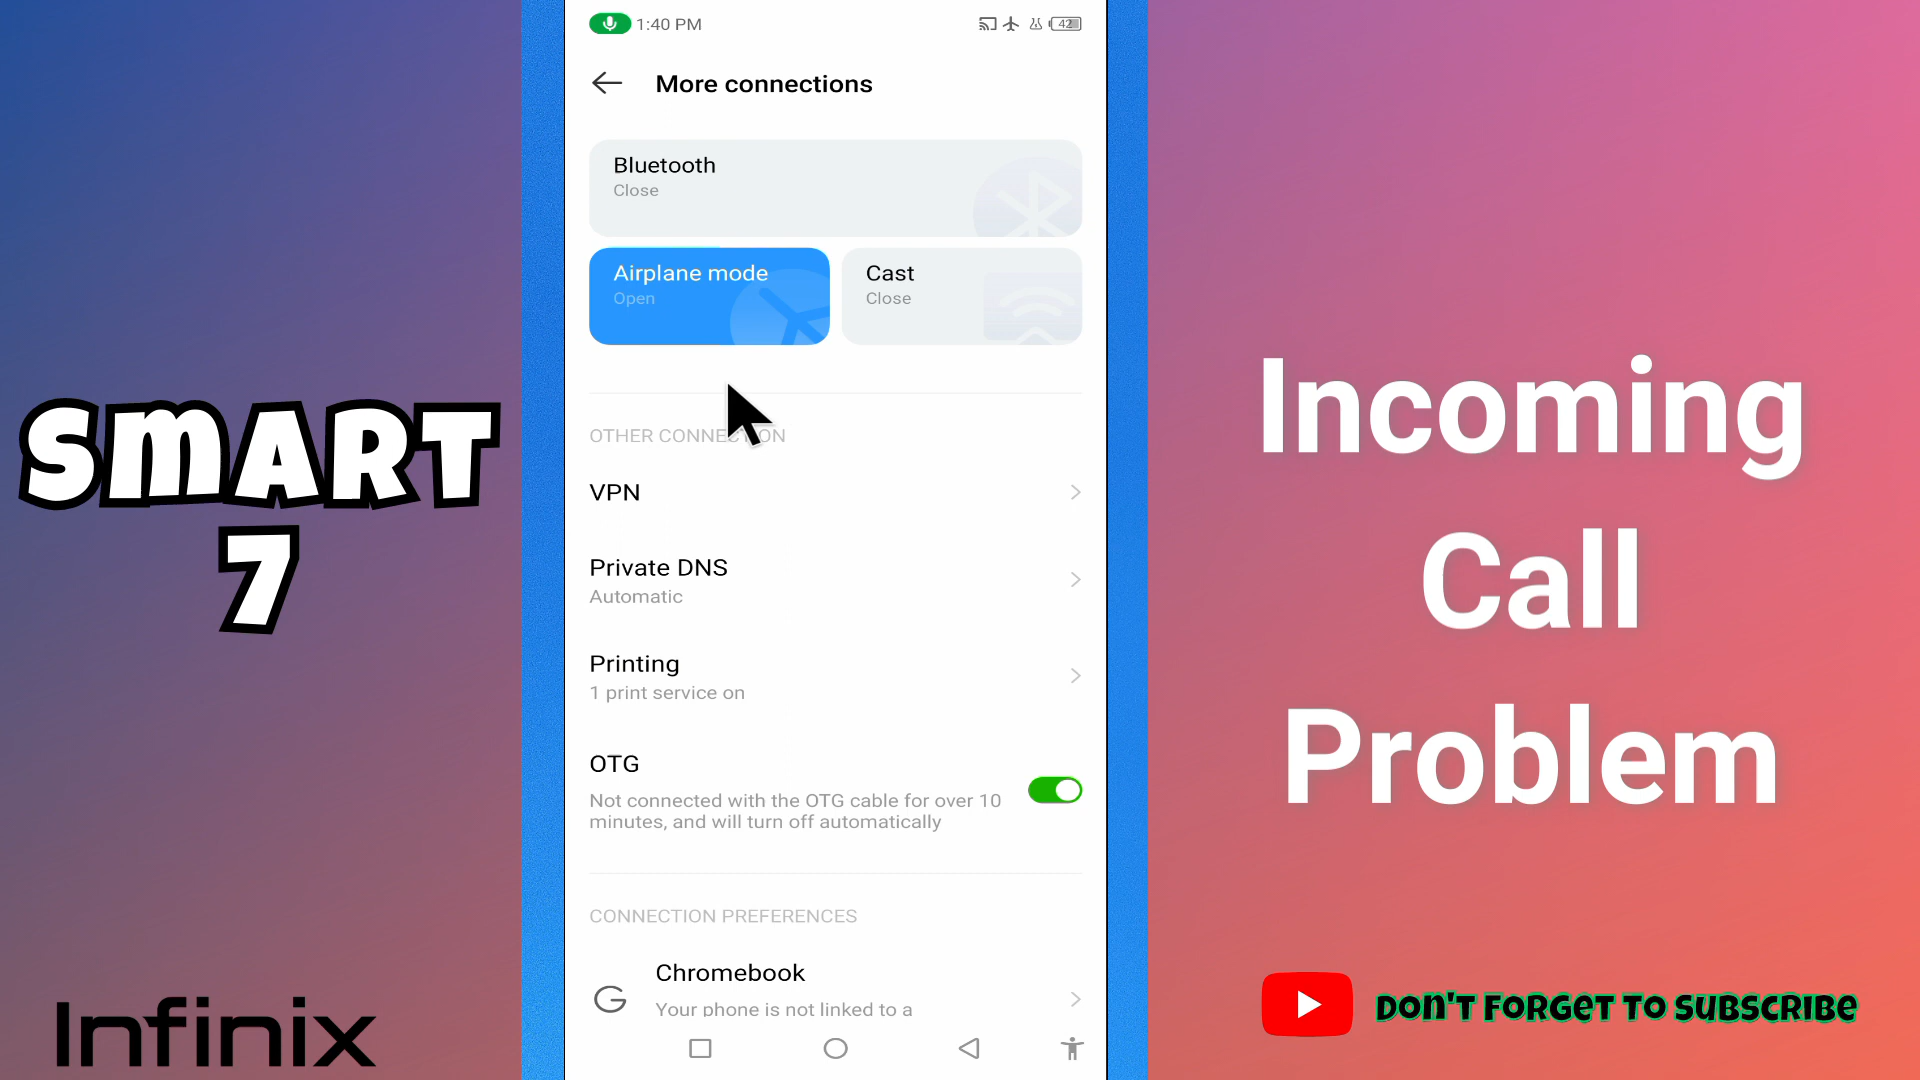 SMART
7
Infinix
1:40 PM
42
More connections
Bluetooth
Close
Airplane mode
Open
Cast
Close
OTHER CONNECTION
VPN
Private DNS
Automatic
Printing
1 print service on
OTG
Not connected with the OTG cable for over 10
minutes, and will turn off automatically
CONNECTION PREFERENCES
Chromebook
Your phone is not linked to a
Incoming
Call
Problem
DON'T FORGET TO SUBSCRIBE